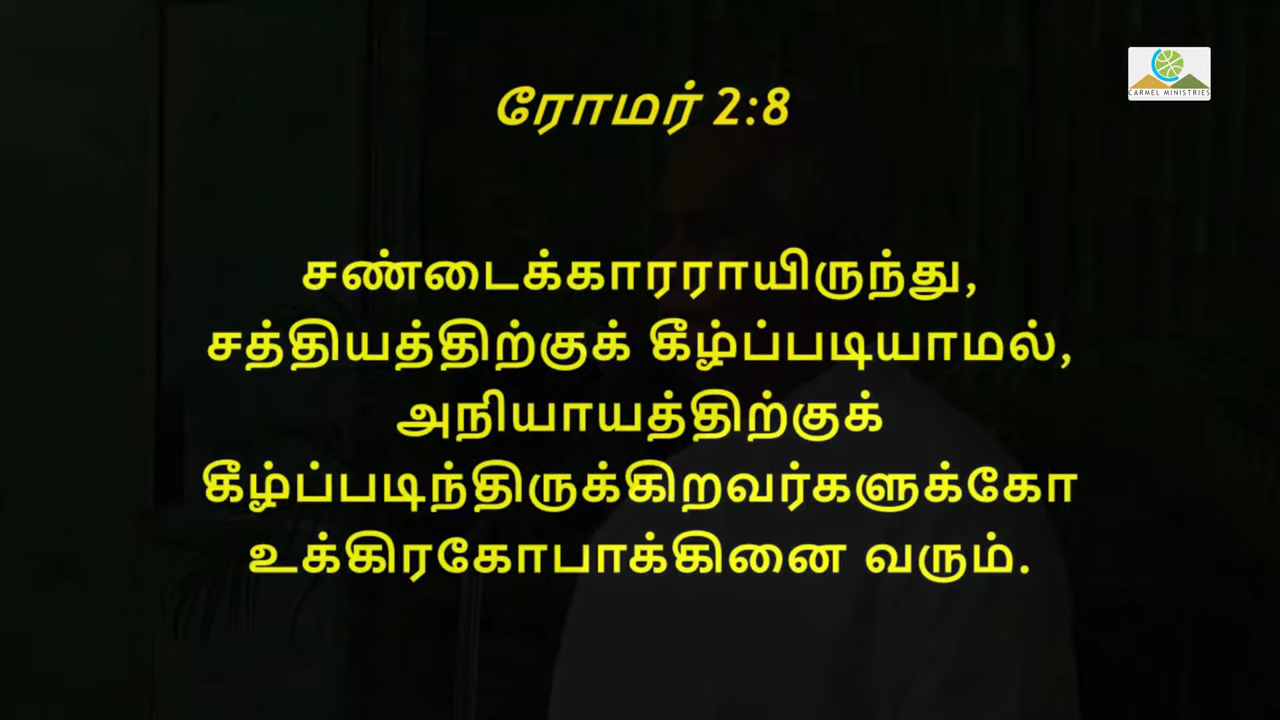 ரோமர் 2:8
CARMEL MINISTRIES
சண்டைக்காரராயிருந்து,
சத்தியத்திற்குக் கீழ்ப்படியாமல்,
அநியாயத்திற்குக்
கீழ்ப்படிந்திருக்கிறவர்களுக்கோ
உக்கிரகோபாக்கினை வரும்.